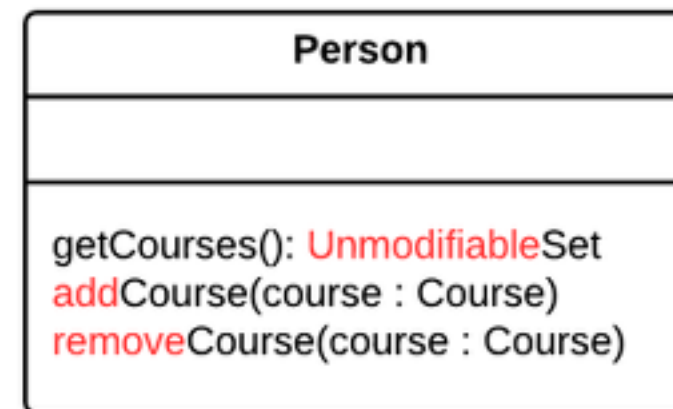 Person
getCourses(): UnmodifiableSet
addCourse(course : Course)
removeCourse(course : Course)